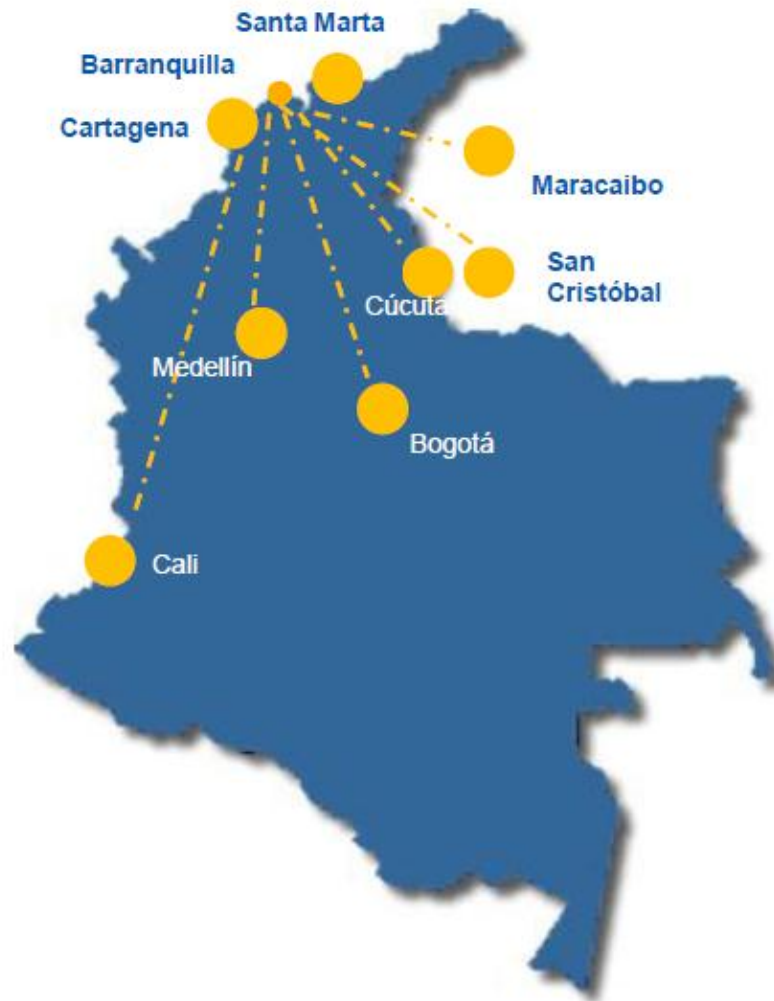 Santa Marta
Barranquilla
Cartagena
Maracaibo
San
Cristóbal
Cúcuta
Medellín
Bogotá
Cali